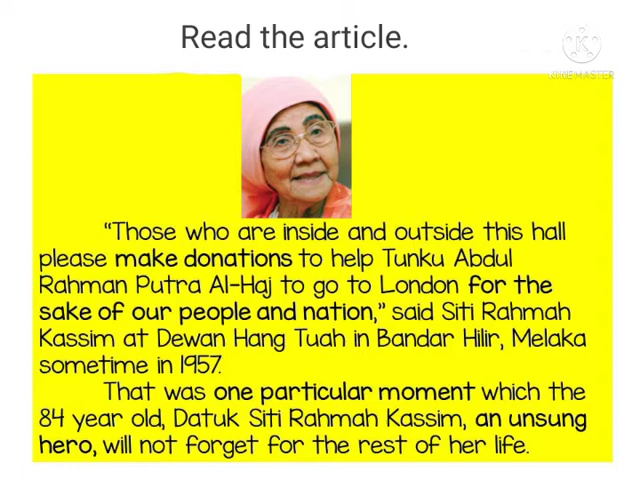 Read the article.
KINEMASTER
"Those who are inside and outside this hall
please make donations to help Tunku Abdul
Rahman Putra Al-Haj to go to London for the
sake of our people and nation," said Siti Rahmah
Kassim at Dewan Hang Tuah in Bandar Hilir, Melaka
sometime in 1957.
That was one particular moment which the
84 year old, Datuk Siti Rahmah Kassim, an unsung
hero, will not forget for the rest of her life.